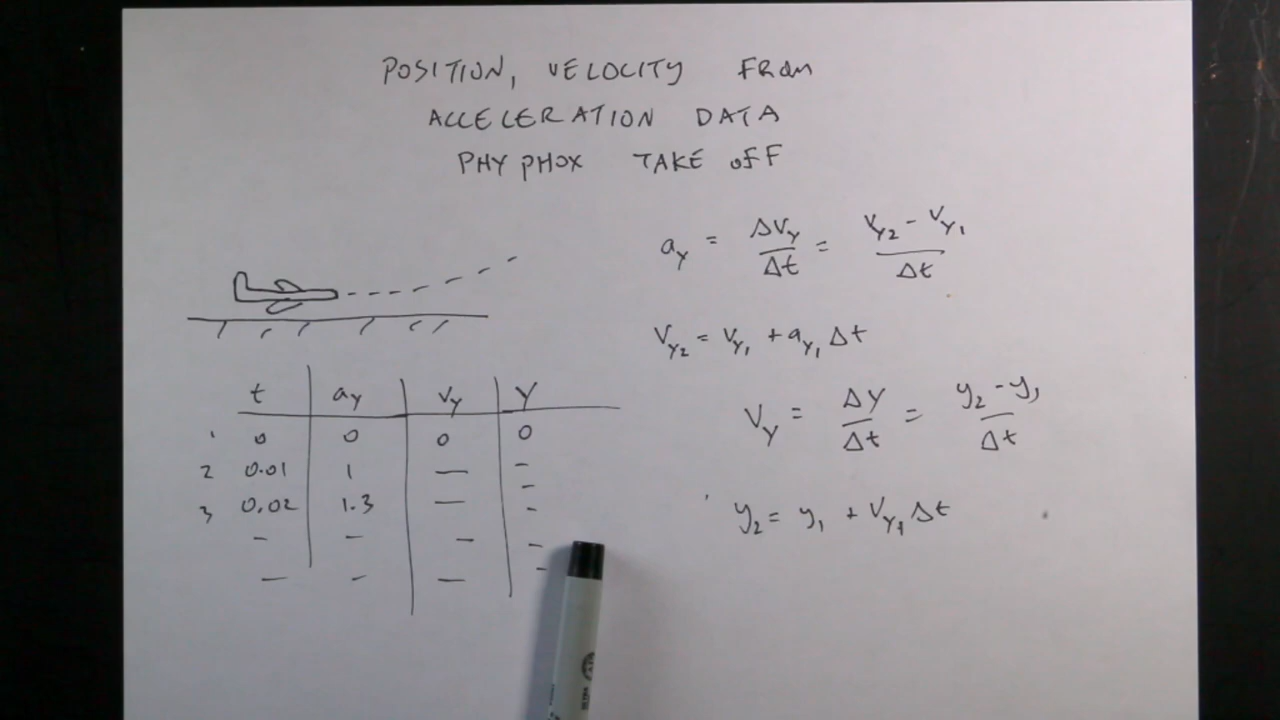 POSITION, VELOCITY FROM
ACCELERATION DATA
PHYPHOX TAKE OFF
a_y = Δv_y / Δt = (v_y2 - v_y1) / Δt
v_y2 = v_y1 + a_y1 Δt
t a_y v_y Y
1 0 0 0 0
2 0.01 1 — –
3 0.02 1.3 — –
– – – –
– – – –
v_y = ΔY / Δt = (y_2 - y_1) / Δt
y_2 = y_1 + v_y1 Δt